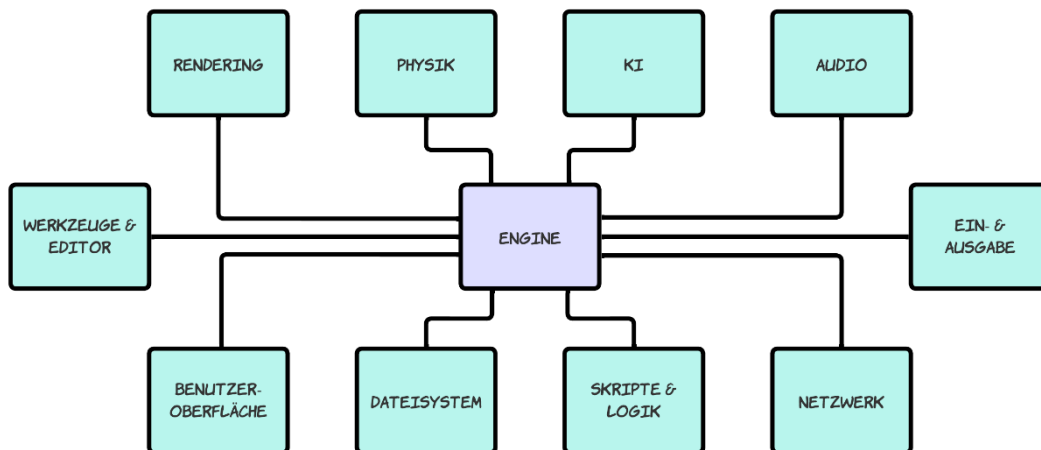 RENDERING
PHYSIK
KI
AUDIO
WERKZEUGE &
EDITOR
ENGINE
EIN- &
AUSGABE
BENUTZER-
OBERFLÄCHE
DATEISYSTEM
SKRIPTE &
LOGIK
NETZWERK